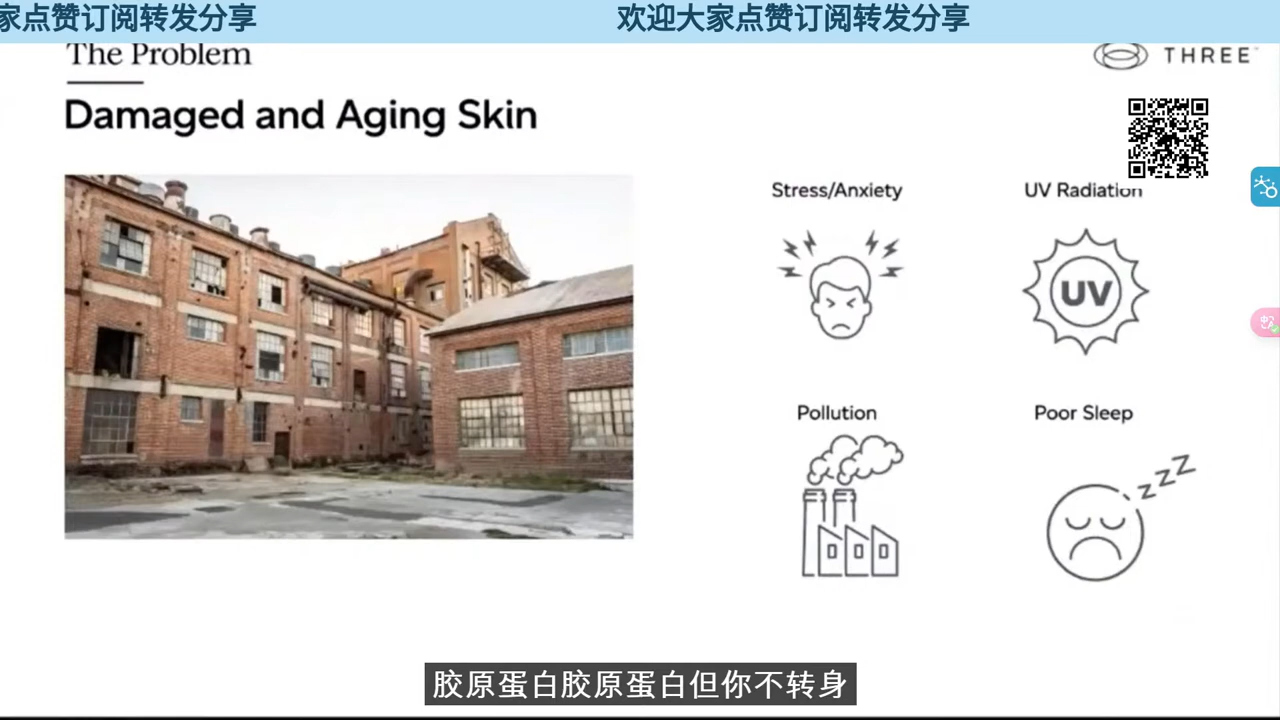 家点赞订阅转发分享
欢迎大家点赞订阅转发分享
The Problem
THREE
Damaged and Aging Skin
Stress/Anxiety
UV Radiation
UV
Pollution
Poor Sleep
zzz
胶原蛋白胶原蛋白但你不转身